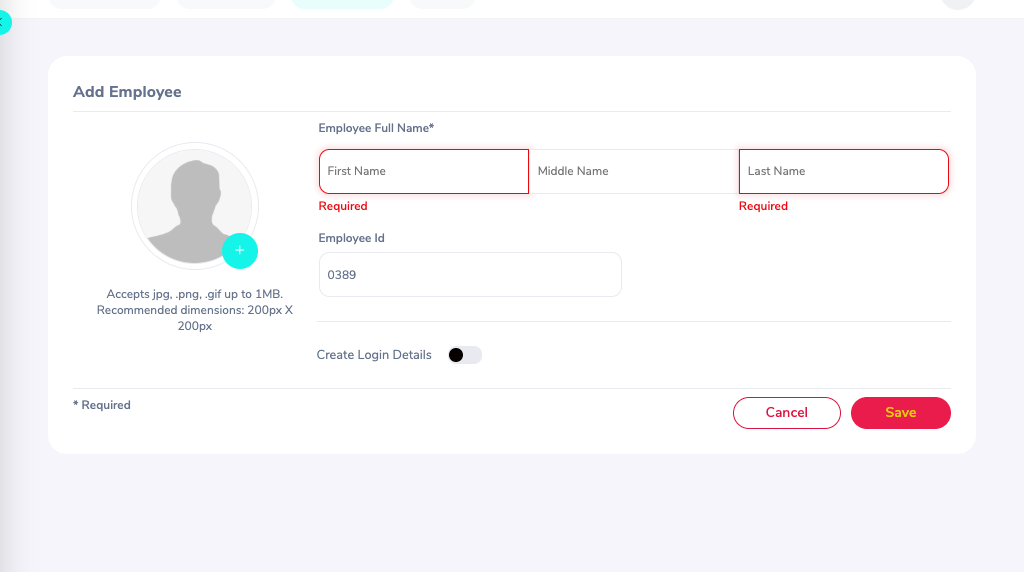 Add Employee
Employee Full Name*
First Name
Middle Name
Last Name
Required
Required
Employee Id
0389
Accepts jpg, .png, .gif up to 1MB.
Recommended dimensions: 200px X
200px
Create Login Details
* Required
Cancel
Save